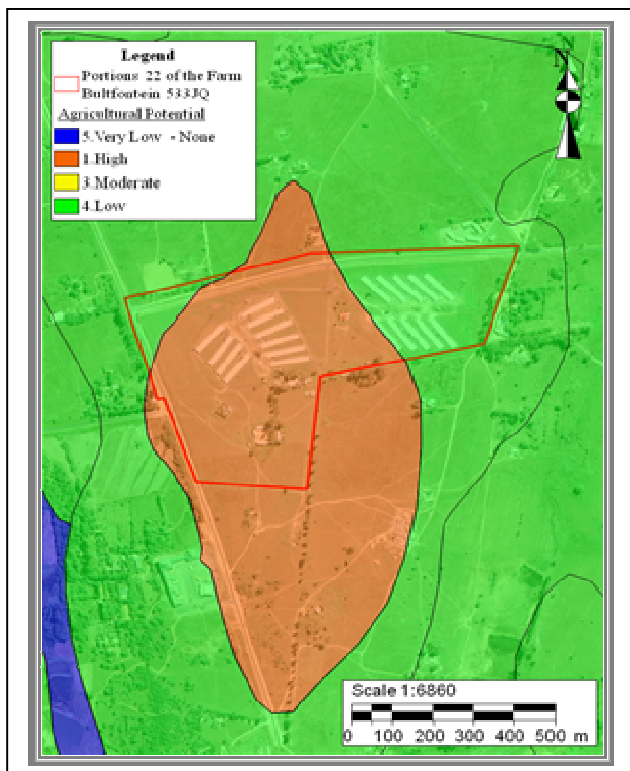 Legend
Portions 22 of the Farm
Bultfont-ein 533JQ
Agricultural Potential
5.Very Low - None
1.High
3.Moderate
4.Low
N
Scale 1:6860
0 100 200 300 400 500 m